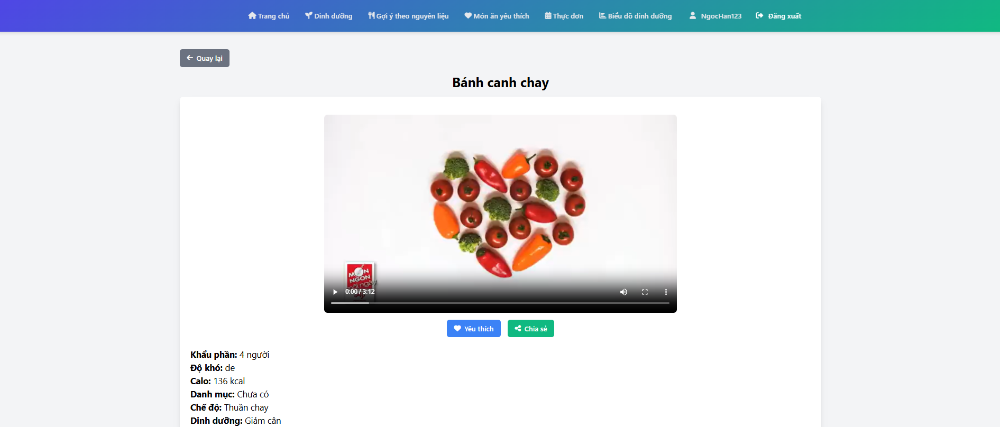 Trang chủ Dinh dưỡng Gợi ý theo nguyên liệu Món ăn yêu thích Thực đơn Biểu đồ dinh dưỡng NgocHan123 Đăng xuất
Quay lại
Bánh canh chay
MÓN
NGON
mỗi ngày
0:00 / 3:12
Yêu thích Chia sẻ
Khẩu phần: 4 người
Độ khó: de
Calo: 136 kcal
Danh mục: Chưa có
Chế độ: Thuần chay
Dinh dưỡng: Giảm cân